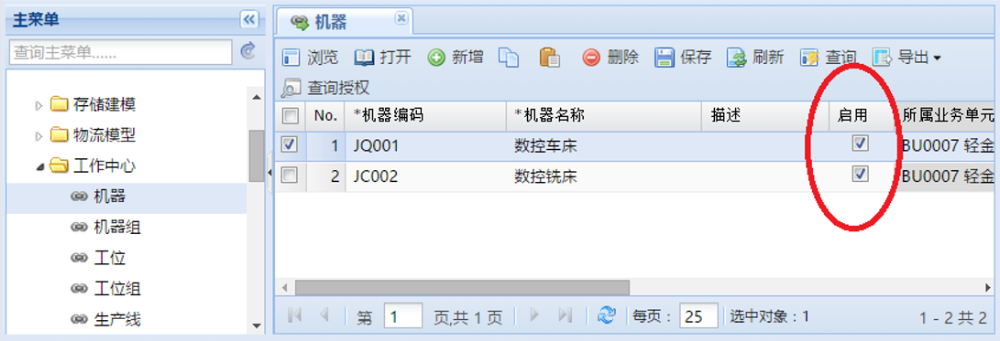 主菜单
查询主菜单......
存储建模
物流模型
工作中心
机器
机器组
工位
工位组
生产线
机器
浏览 打开 新增 删除 保存 刷新 查询 导出
查询授权
No. *机器编码 *机器名称 描述 启用 所属业务单元
1 JQ001 数控车床 BU0007 轻金
2 JC002 数控铣床 BU0007 轻金
第 1 页,共 1 页 每页： 25 选中对象：1 1 - 2 共 2